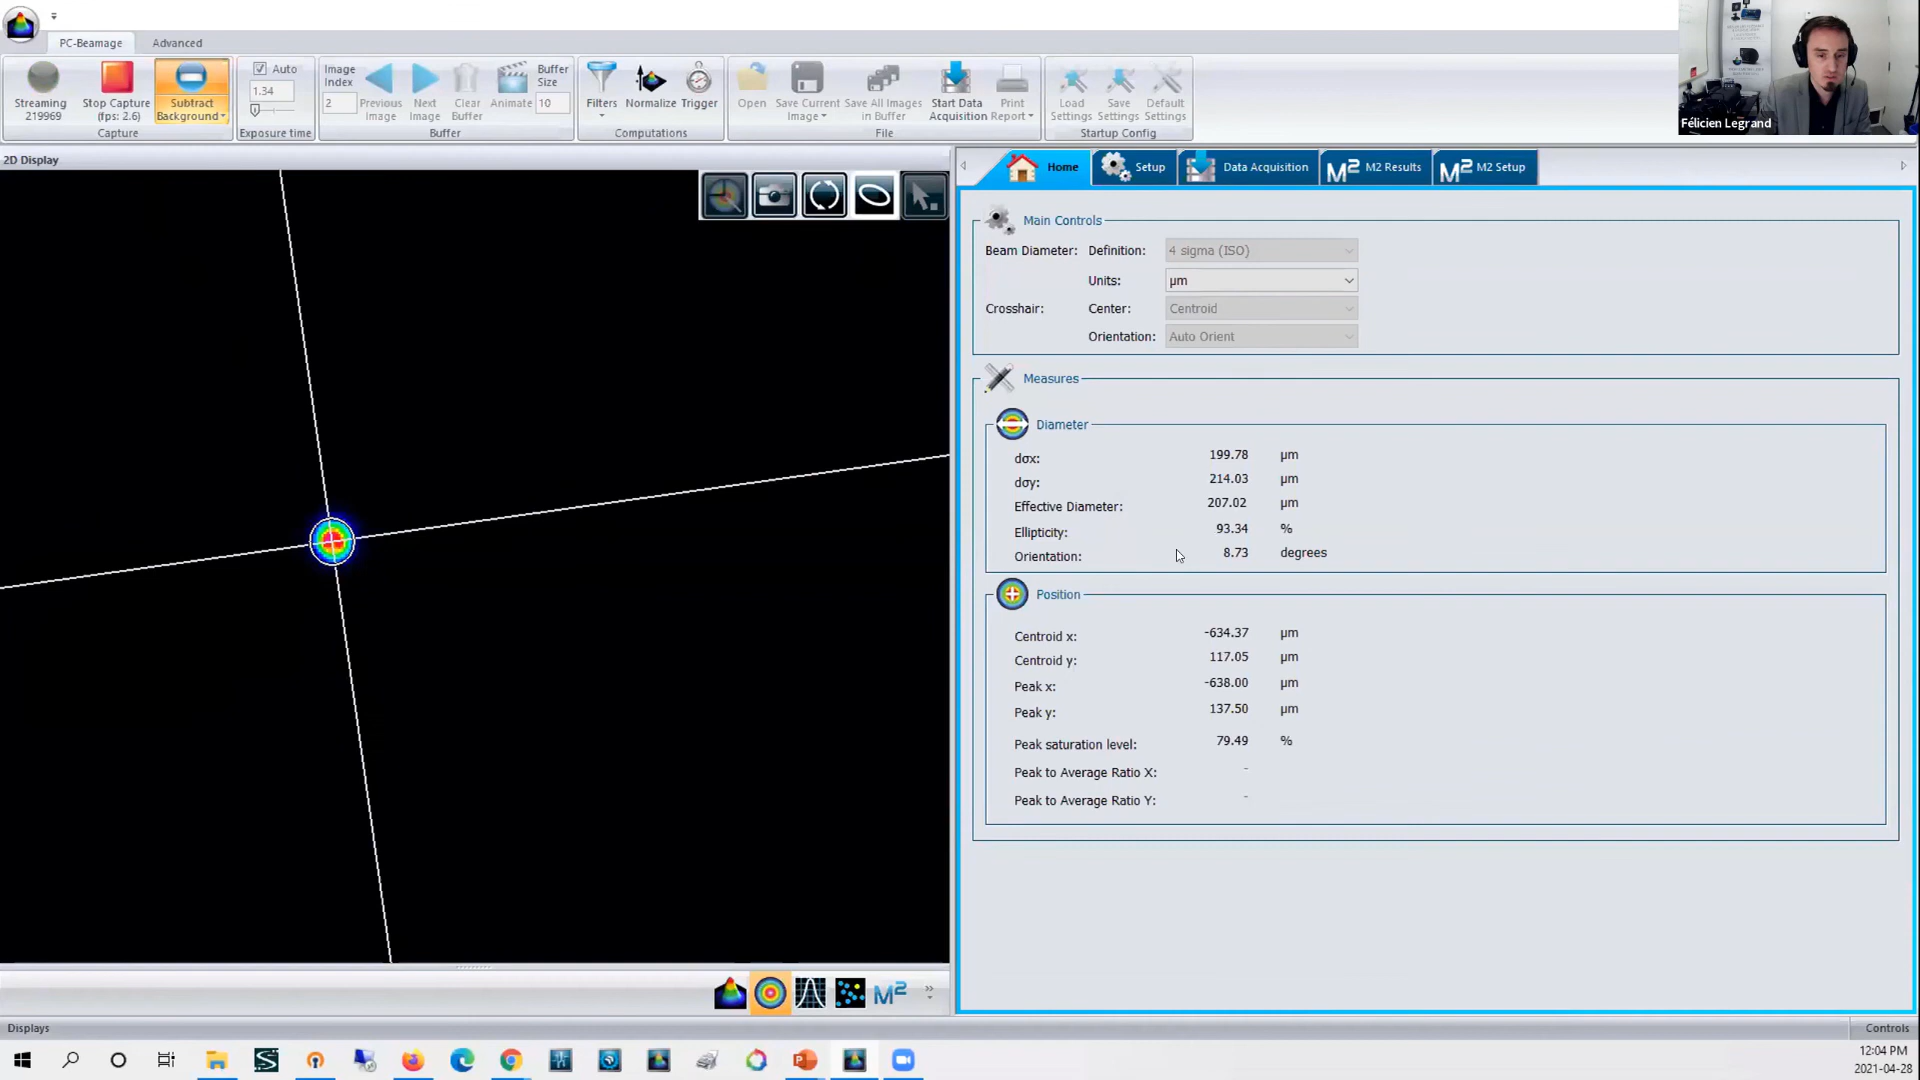 PC-Beamage
Advanced
Streaming
219969
Stop Capture
(fps: 2.6)
Subtract
Background
Capture
Auto
1.34
Exposure time
Image
Index
2
Previous
Image
Next
Image
Clear
Buffer
Animate
Buffer
Size
10
Buffer
Filters
Normalize
Trigger
Computations
Open
Save Current
Image
Save All Images
in Buffer
Start Data
Acquisition
Print
Report
File
Load
Settings
Save
Settings
Default
Settings
Startup Config
Félicien Legrand
2D Display
Home
Setup
Data Acquisition
M2 M2 Results
M2 M2 Setup
Main Controls
Beam Diameter: Definition: 4 sigma (ISO)
Units: µm
Crosshair: Center: Centroid
Orientation: Auto Orient
Measures
Diameter
dσx: 199.78 µm
dσy: 214.03 µm
Effective Diameter: 207.02 µm
Ellipticity: 93.34 %
Orientation: 8.73 degrees
Position
Centroid x: -634.37 µm
Centroid y: 117.05 µm
Peak x: -638.00 µm
Peak y: 137.50 µm
Peak saturation level: 79.49 %
Peak to Average Ratio X: -
Peak to Average Ratio Y: -
M2
Displays
Controls
12:04 PM
2021-04-28